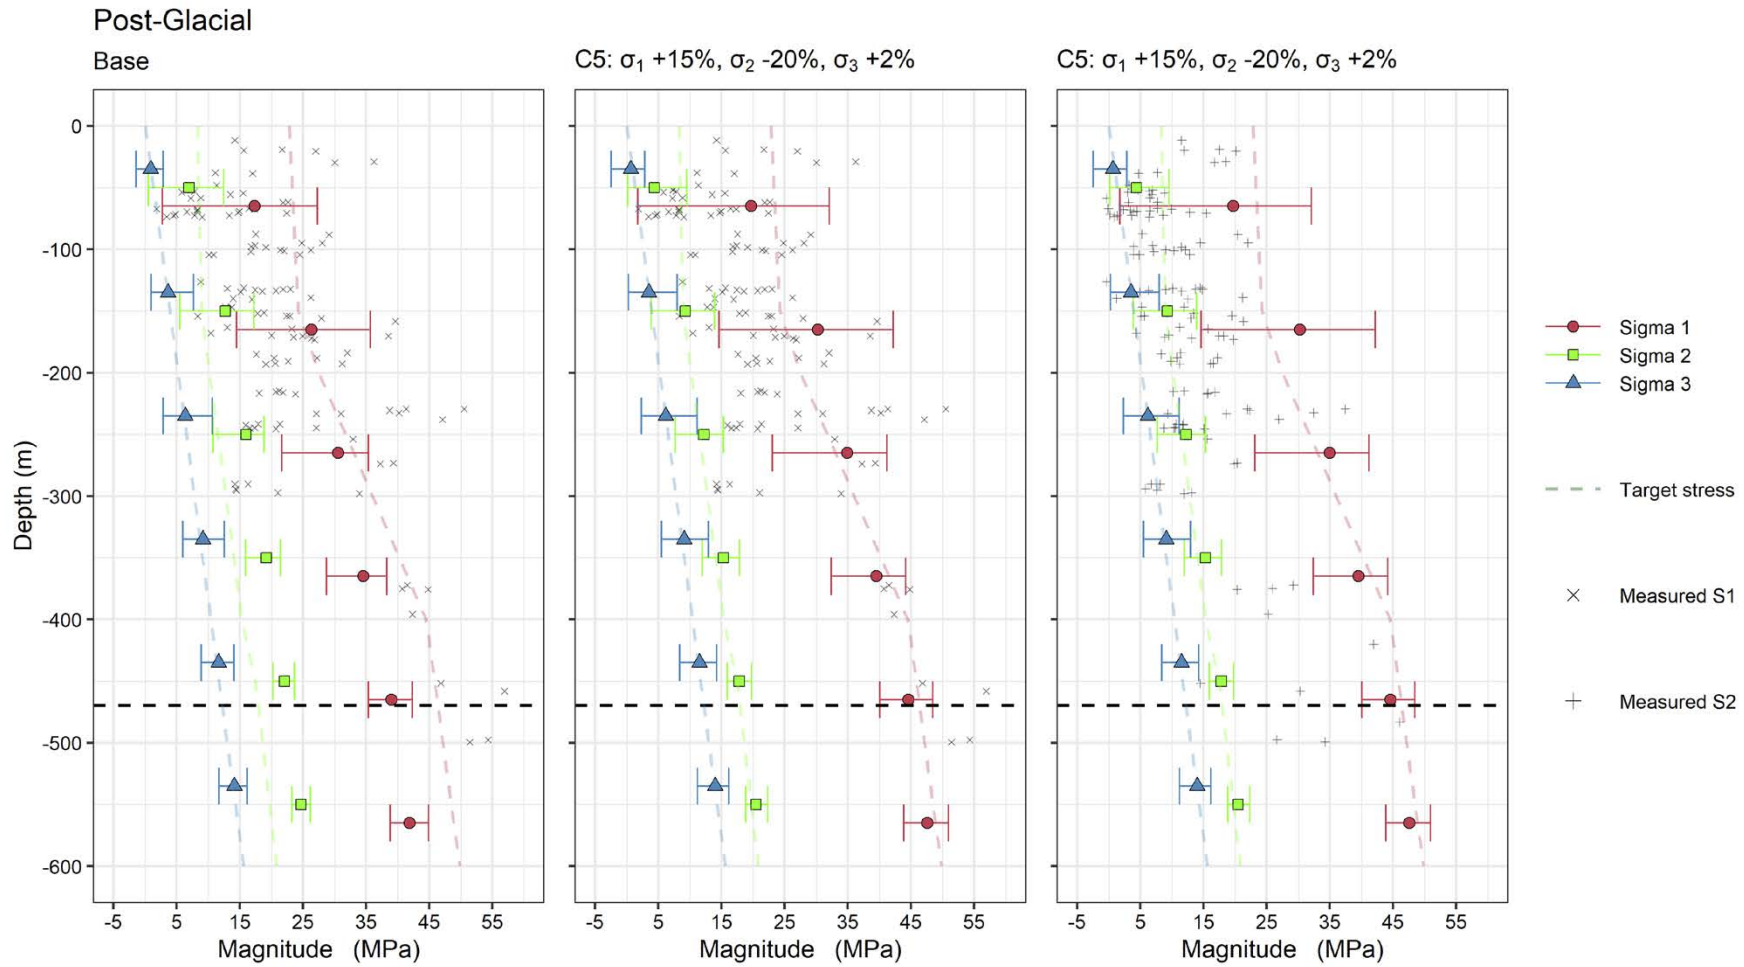 Post-Glacial
Base
C5: σ₁ +15%, σ₂ -20%, σ₃ +2%
C5: σ₁ +15%, σ₂ -20%, σ₃ +2%
Depth (m)
0
-100
-200
-300
-400
-500
-600
-5 5 15 25 35 45 55
-5 5 15 25 35 45 55
-5 5 15 25 35 45 55
Magnitude (MPa)
Magnitude (MPa)
Magnitude (MPa)
Sigma 1
Sigma 2
Sigma 3
Target stress
Measured S1
Measured S2